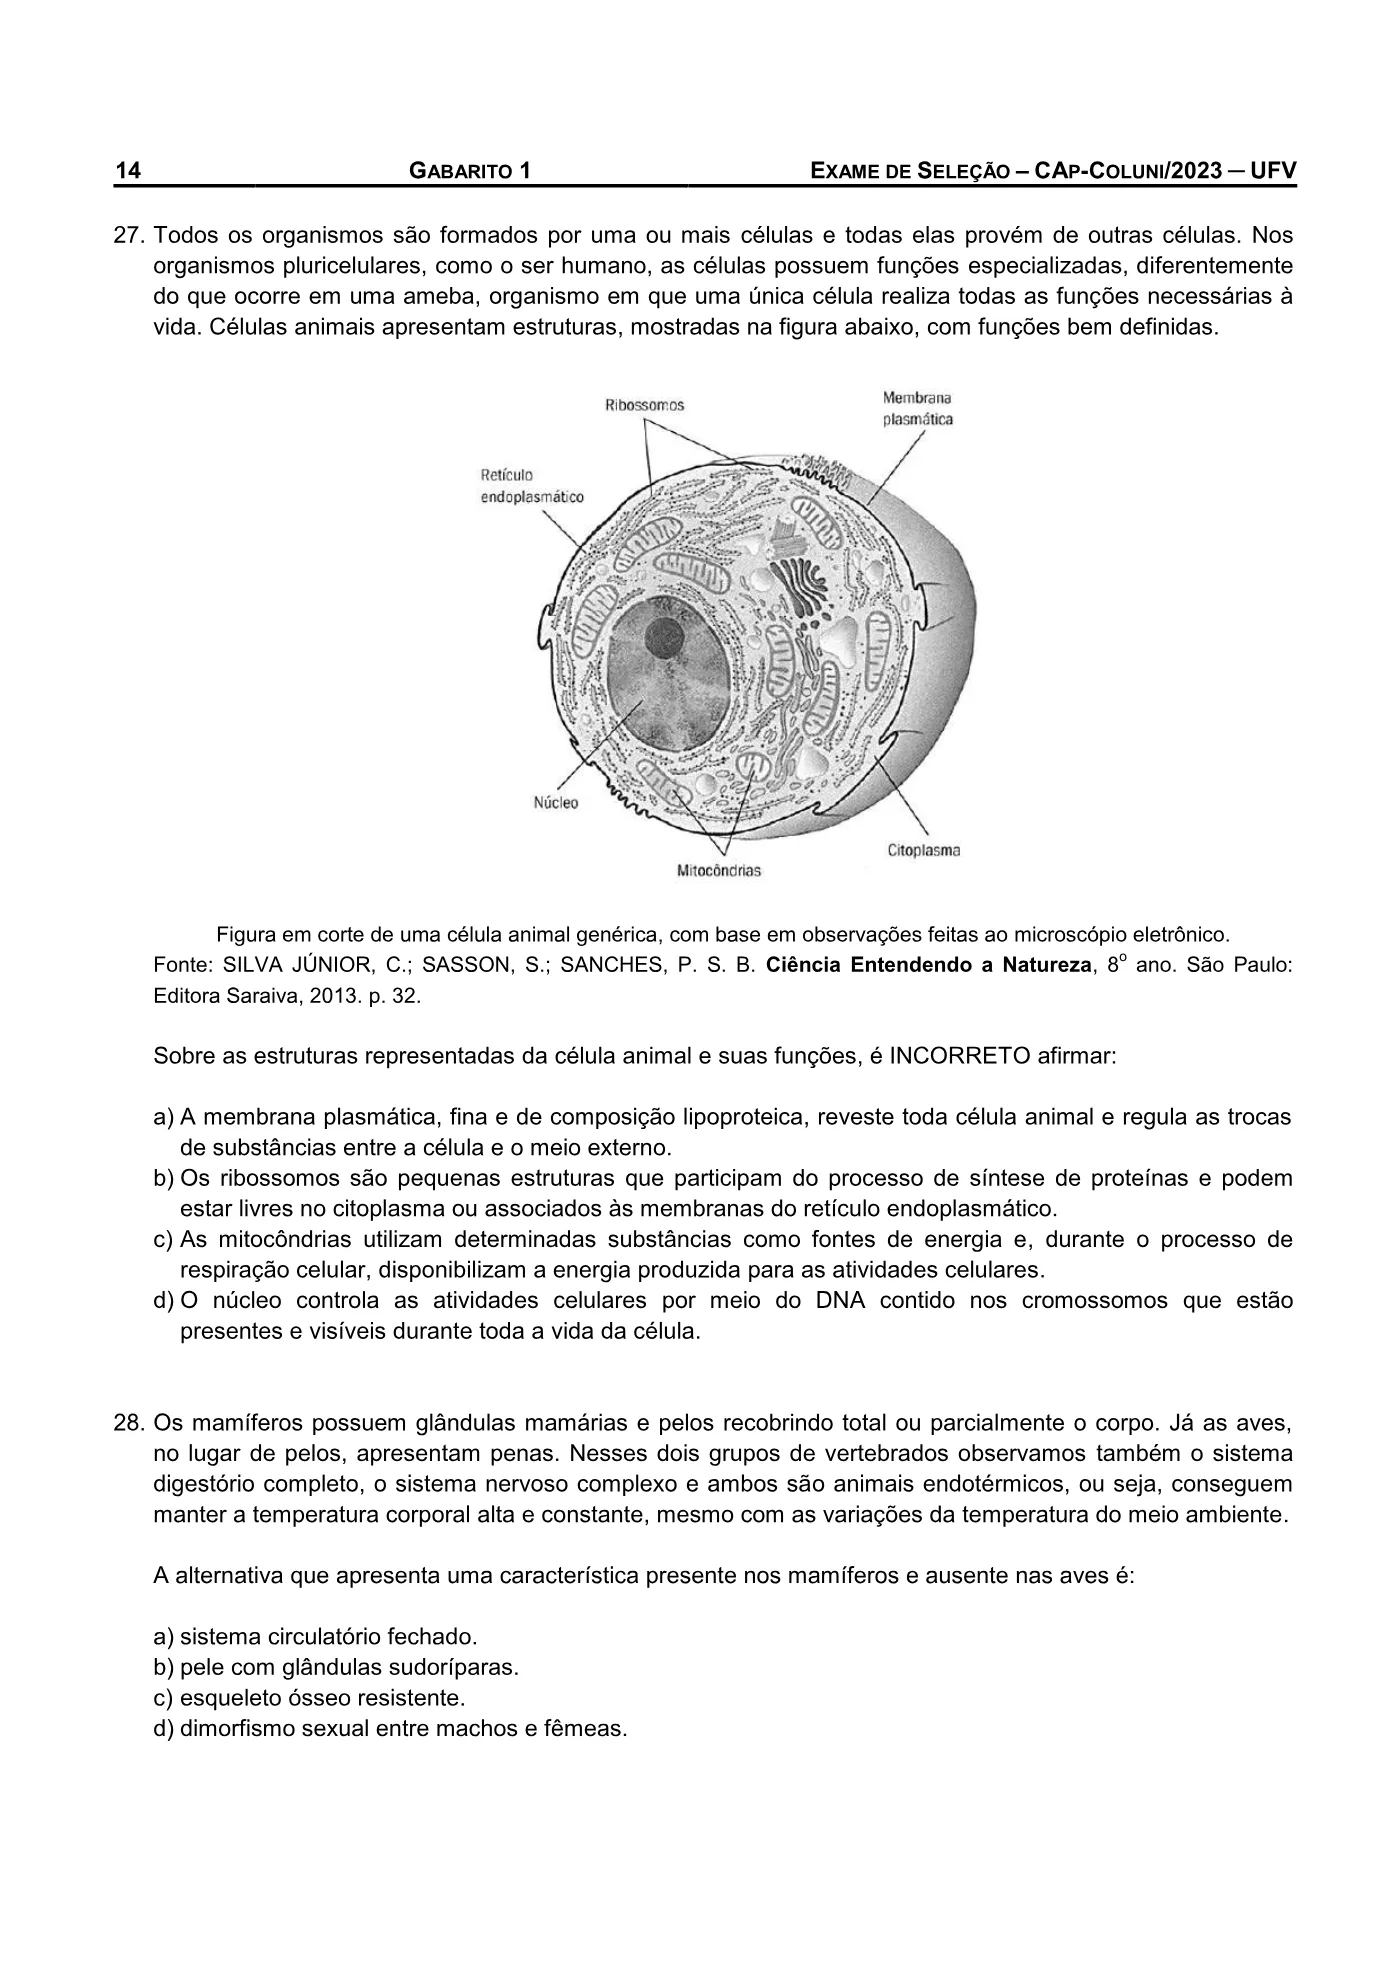 14 GABARITO 1 EXAME DE SELEÇÃO – CAP-COLUNI/2023 — UFV
27. Todos os organismos são formados por uma ou mais células e todas elas provém de outras células. Nos
organismos pluricelulares, como o ser humano, as células possuem funções especializadas, diferentemente
do que ocorre em uma ameba, organismo em que uma única célula realiza todas as funções necessárias à
vida. Células animais apresentam estruturas, mostradas na figura abaixo, com funções bem definidas.
Ribossomos
Membrana
plasmática
Retículo
endoplasmático
Núcleo
Citoplasma
Mitocôndrias
Figura em corte de uma célula animal genérica, com base em observações feitas ao microscópio eletrônico.
Fonte: SILVA JÚNIOR, C.; SASSON, S.; SANCHES, P. S. B. Ciência Entendendo a Natureza, 8º ano. São Paulo:
Editora Saraiva, 2013. p. 32.
Sobre as estruturas representadas da célula animal e suas funções, é INCORRETO afirmar:
a) A membrana plasmática, fina e de composição lipoproteica, reveste toda célula animal e regula as trocas
de substâncias entre a célula e o meio externo.
b) Os ribossomos são pequenas estruturas que participam do processo de síntese de proteínas e podem
estar livres no citoplasma ou associados às membranas do retículo endoplasmático.
c) As mitocôndrias utilizam determinadas substâncias como fontes de energia e, durante o processo de
respiração celular, disponibilizam a energia produzida para as atividades celulares.
d) O núcleo controla as atividades celulares por meio do DNA contido nos cromossomos que estão
presentes e visíveis durante toda a vida da célula.
28. Os mamíferos possuem glândulas mamárias e pelos recobrindo total ou parcialmente o corpo. Já as aves,
no lugar de pelos, apresentam penas. Nesses dois grupos de vertebrados observamos também o sistema
digestório completo, o sistema nervoso complexo e ambos são animais endotérmicos, ou seja, conseguem
manter a temperatura corporal alta e constante, mesmo com as variações da temperatura do meio ambiente.
A alternativa que apresenta uma característica presente nos mamíferos e ausente nas aves é:
a) sistema circulatório fechado.
b) pele com glândulas sudoríparas.
c) esqueleto ósseo resistente.
d) dimorfismo sexual entre machos e fêmeas.